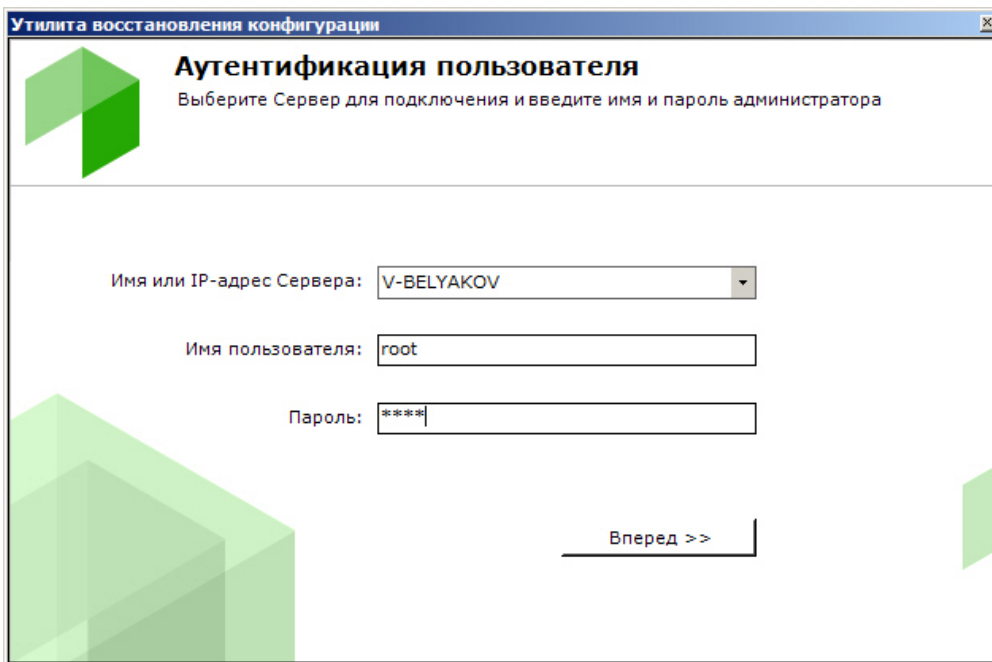 Утилита восстановления конфигурации
Аутентификация пользователя
Выберите Сервер для подключения и введите имя и пароль администратора
Имя или IP-адрес Сервера: V-BELYAKOV
Имя пользователя: root
Пароль: ****
Вперед >>